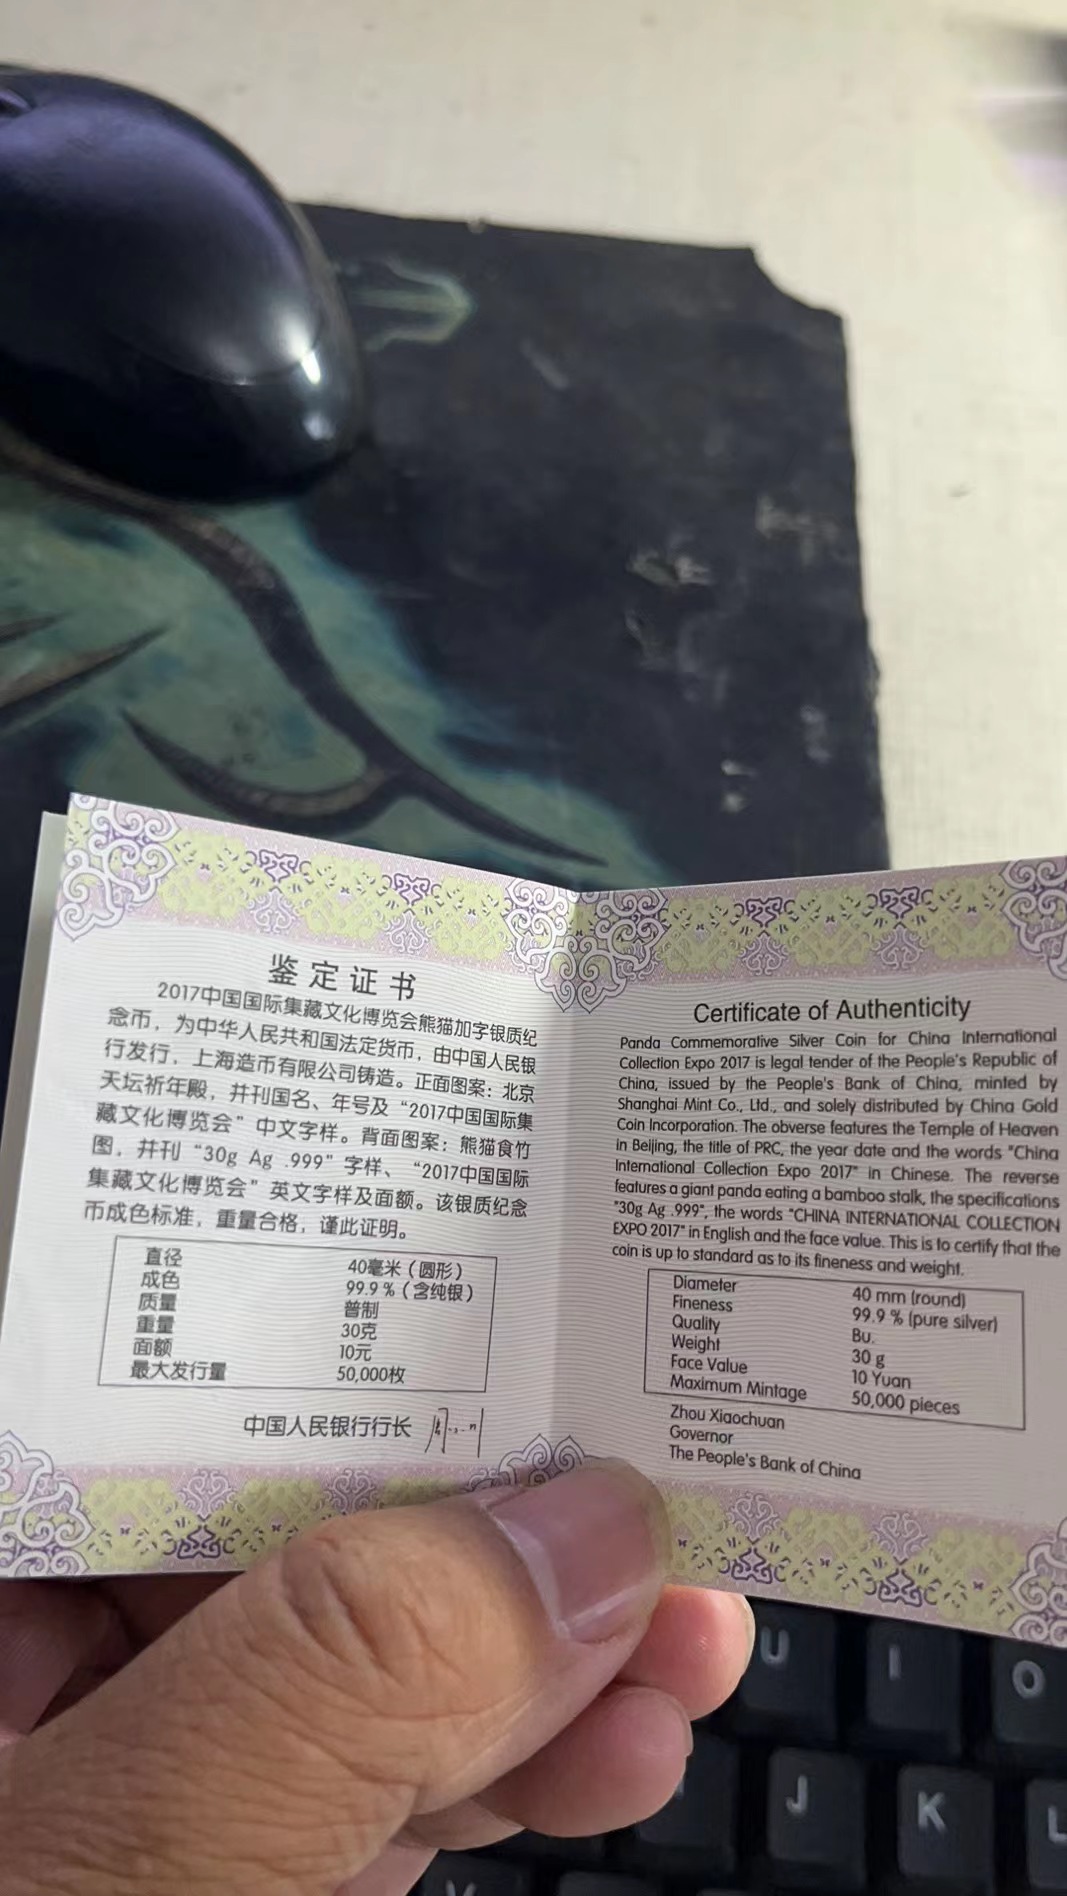 鉴定证书
2017中国国际集藏文化博览会熊猫加字银质纪
念币，为中华人民共和国法定货币，由中国人民银
行发行，上海造币有限公司铸造。正面图案：北京
天坛祈年殿，并刊国名、年号及“2017中国国际集
藏文化博览会”中文字样。背面图案：熊猫食竹
图，并刊“30g Ag .999”字样、“2017中国国际
集藏文化博览会”英文字样及面额。该银质纪念
币成色标准，重量合格，谨此证明。
直径 40毫米（圆形）
成色 99.9％（含纯银）
质量 普制
重量 30克
面额 10元
最大发行量 50,000枚
中国人民银行行长
Certificate of Authenticity
Panda Commemorative Silver Coin for China International
Collection Expo 2017 is legal tender of the People's Republic of
China, issued by the People's Bank of China, minted by
Shanghai Mint Co., Ltd., and solely distributed by China Gold
Coin Incorporation. The obverse features the Temple of Heaven
in Beijing, the title of PRC, the year date and the words "China
International Collection Expo 2017" in Chinese. The reverse
features a giant panda eating a bamboo stalk, the specifications
"30g Ag .999", the words "CHINA INTERNATIONAL COLLECTION
EXPO 2017" in English and the face value. This is to certify that the
coin is up to standard as to its fineness and weight.
Diameter 40 mm (round)
Fineness 99.9 % (pure silver)
Quality Bu.
Weight 30 g
Face Value 10 Yuan
Maximum Mintage 50,000 pieces
Zhou Xiaochuan
Governor
The People's Bank of China
U I O
J K L